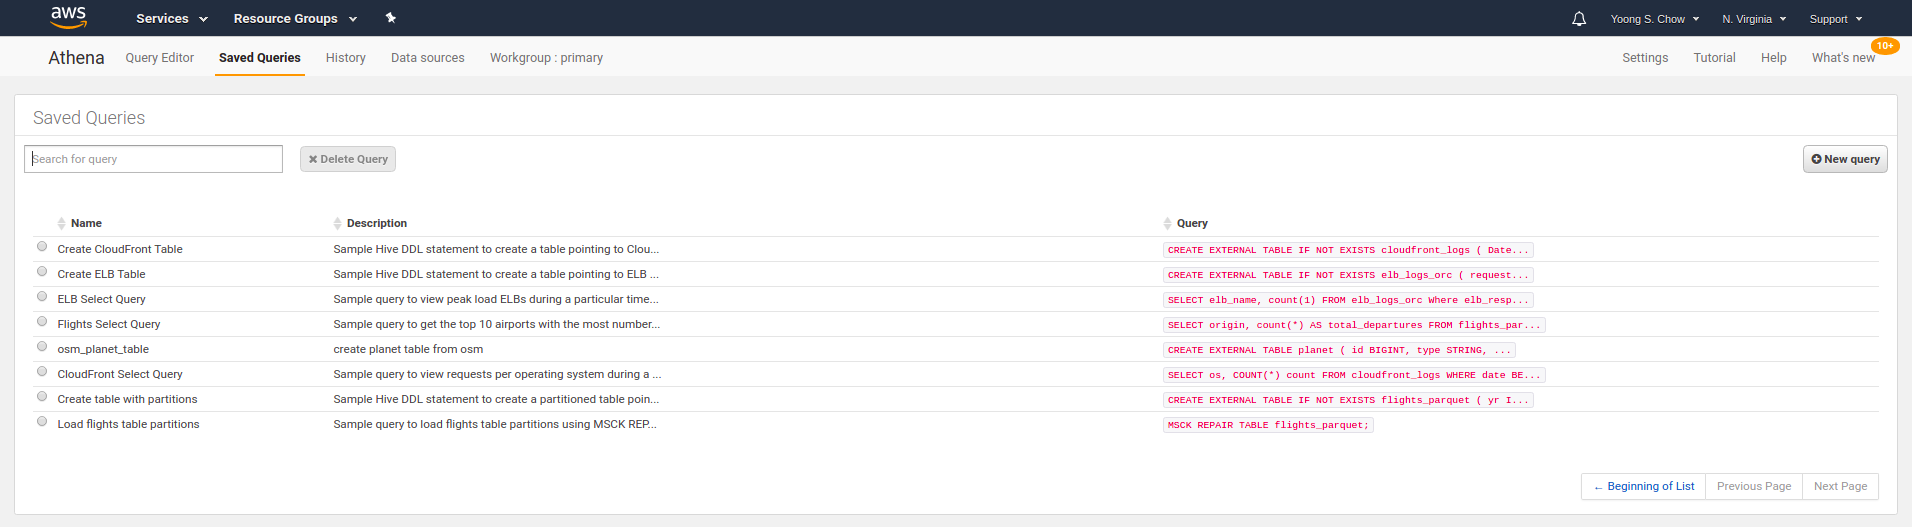 aws Services Resource Groups Yoong S. Chow N. Virginia Support
Athena Query Editor Saved Queries History Data sources Workgroup : primary Settings Tutorial Help What's new 10+
Saved Queries
Search for query Delete Query New query
Name Description Query
Create CloudFront Table Sample Hive DDL statement to create a table pointing to Clou... CREATE EXTERNAL TABLE IF NOT EXISTS cloudfront_logs ( Date...
Create ELB Table Sample Hive DDL statement to create a table pointing to ELB ... CREATE EXTERNAL TABLE IF NOT EXISTS elb_logs_orc ( request...
ELB Select Query Sample query to view peak load ELBs during a particular time... SELECT elb_name, count(1) FROM elb_logs_orc Where elb_resp...
Flights Select Query Sample query to get the top 10 airports with the most number... SELECT origin, count(*) AS total_departures FROM flights_par...
osm_planet_table create planet table from osm CREATE EXTERNAL TABLE planet ( id BIGINT, type STRING, ...
CloudFront Select Query Sample query to view requests per operating system during a ... SELECT os, COUNT(*) count FROM cloudfront_logs WHERE date BE...
Create table with partitions Sample Hive DDL statement to create a partitioned table poin... CREATE EXTERNAL TABLE IF NOT EXISTS flights_parquet ( yr I...
Load flights table partitions Sample query to load flights table partitions using MSCK REP... MSCK REPAIR TABLE flights_parquet;
← Beginning of List Previous Page Next Page